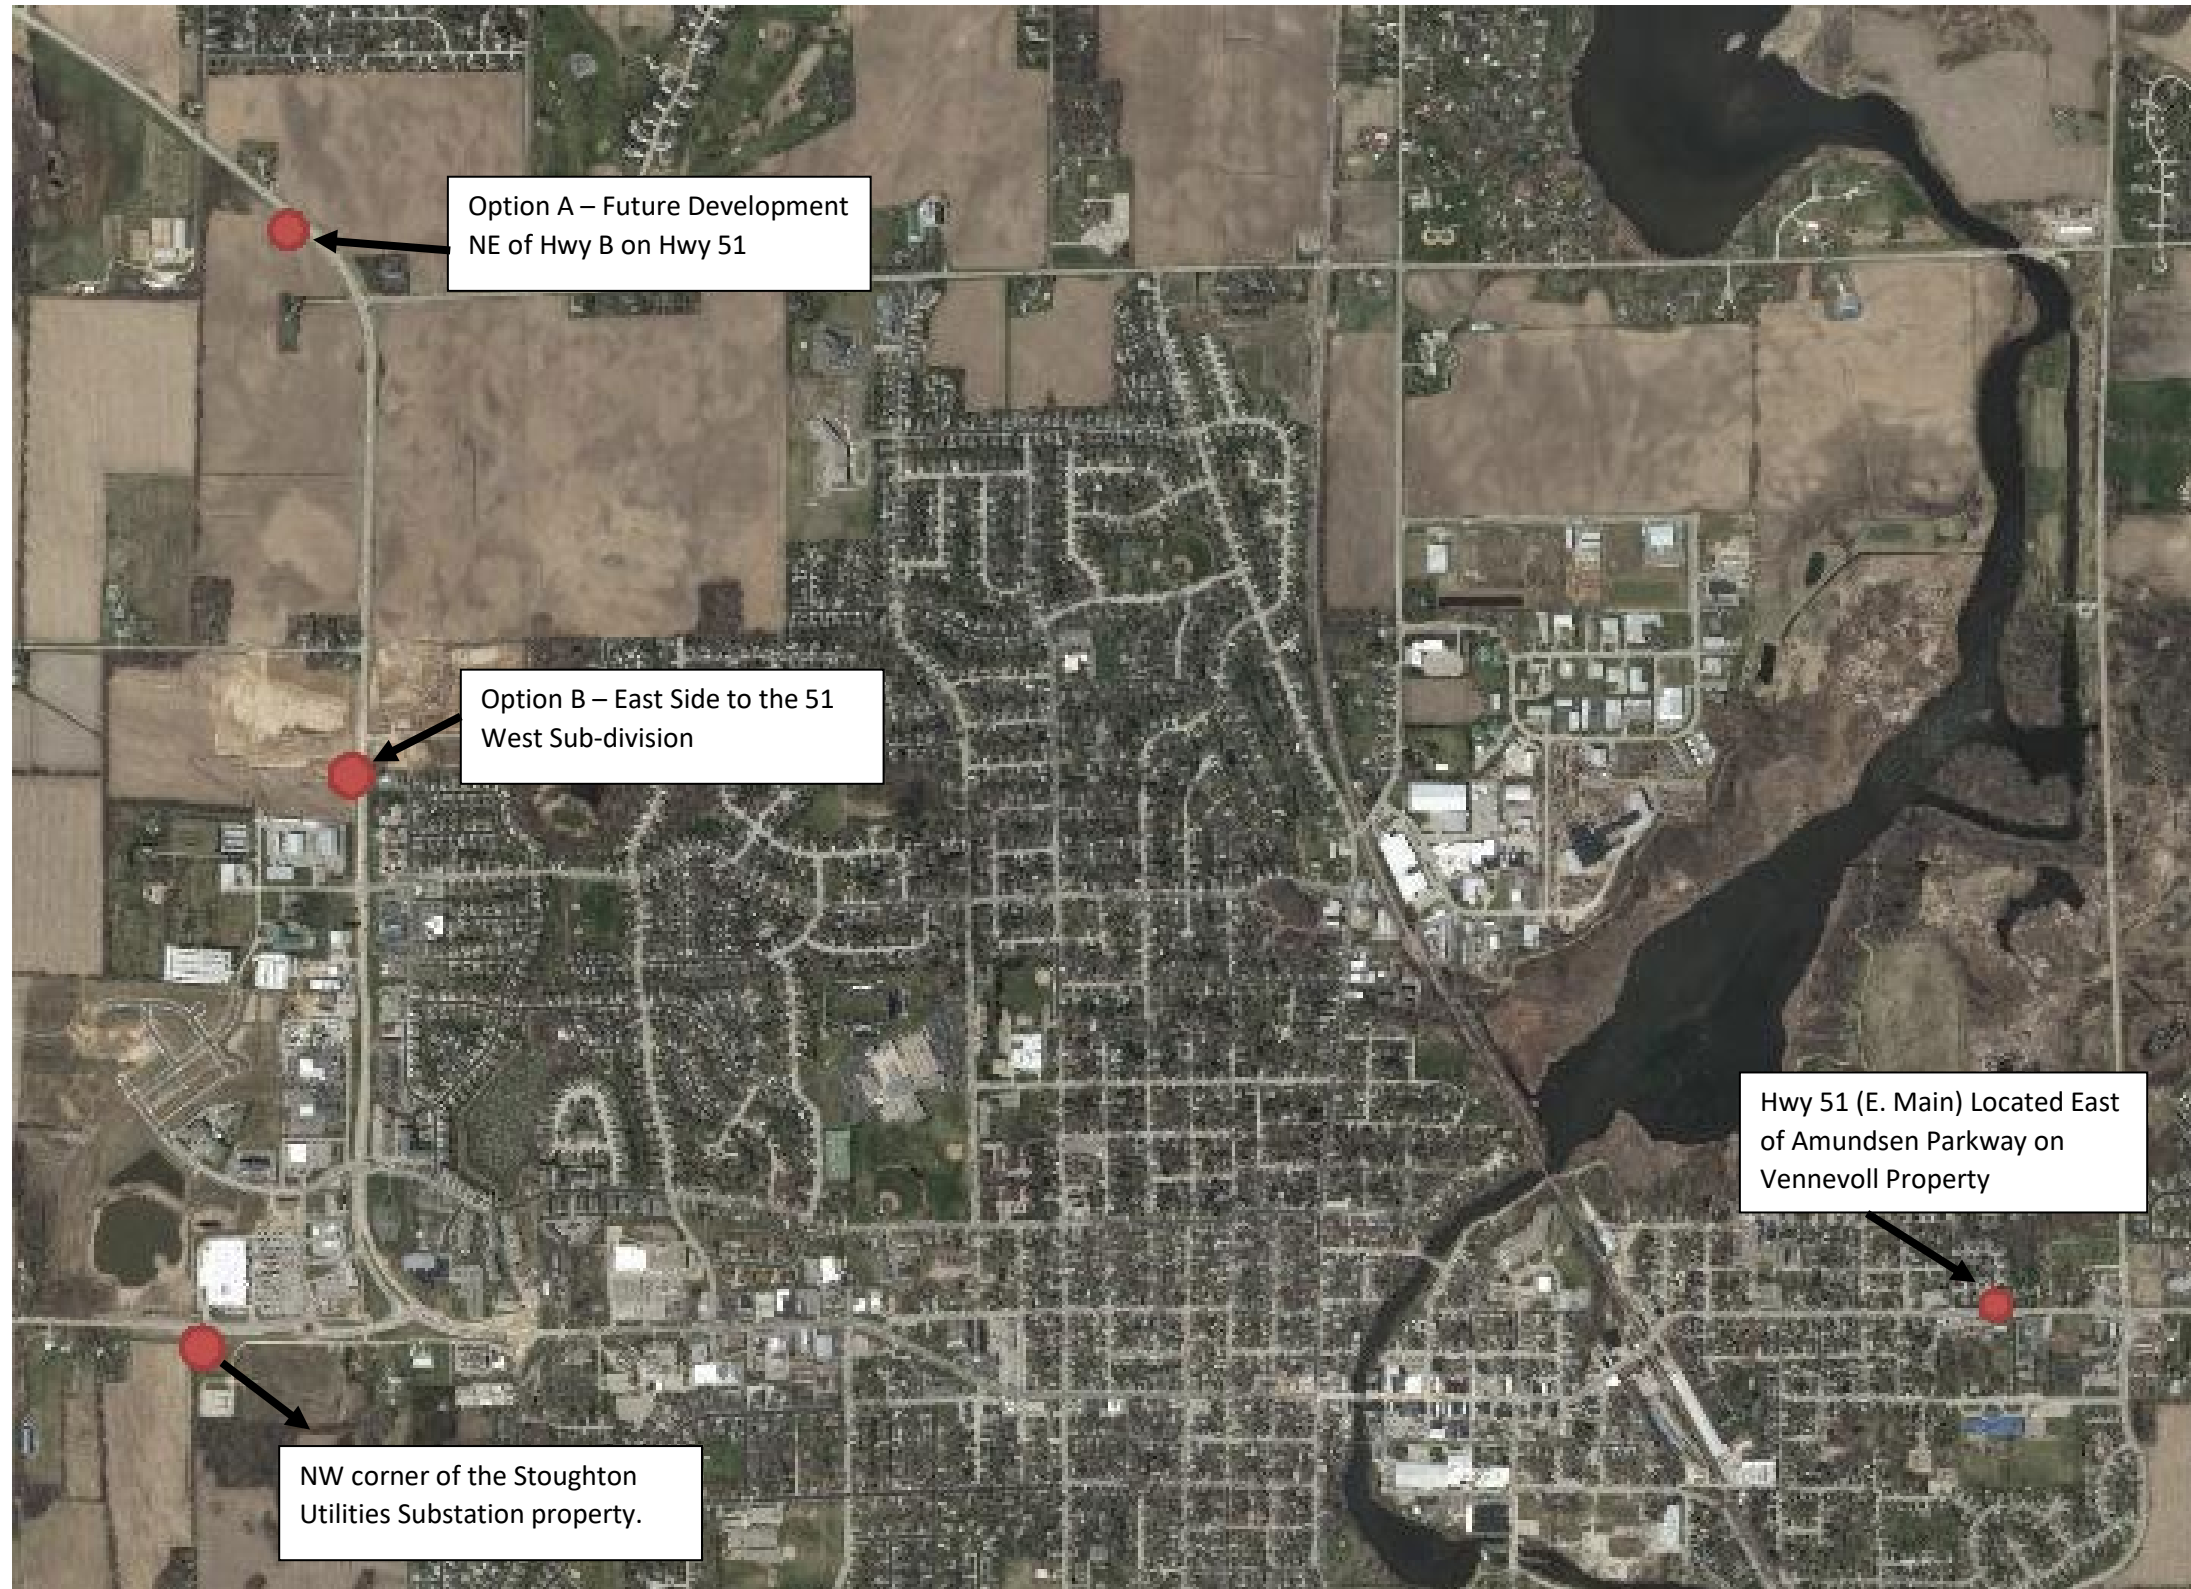 Option A – Future Development
NE of Hwy B on Hwy 51
Option B – East Side to the 51
West Sub-division
Hwy 51 (E. Main) Located East
of Amundsen Parkway on
Vennevoll Property
NW corner of the Stoughton
Utilities Substation property.